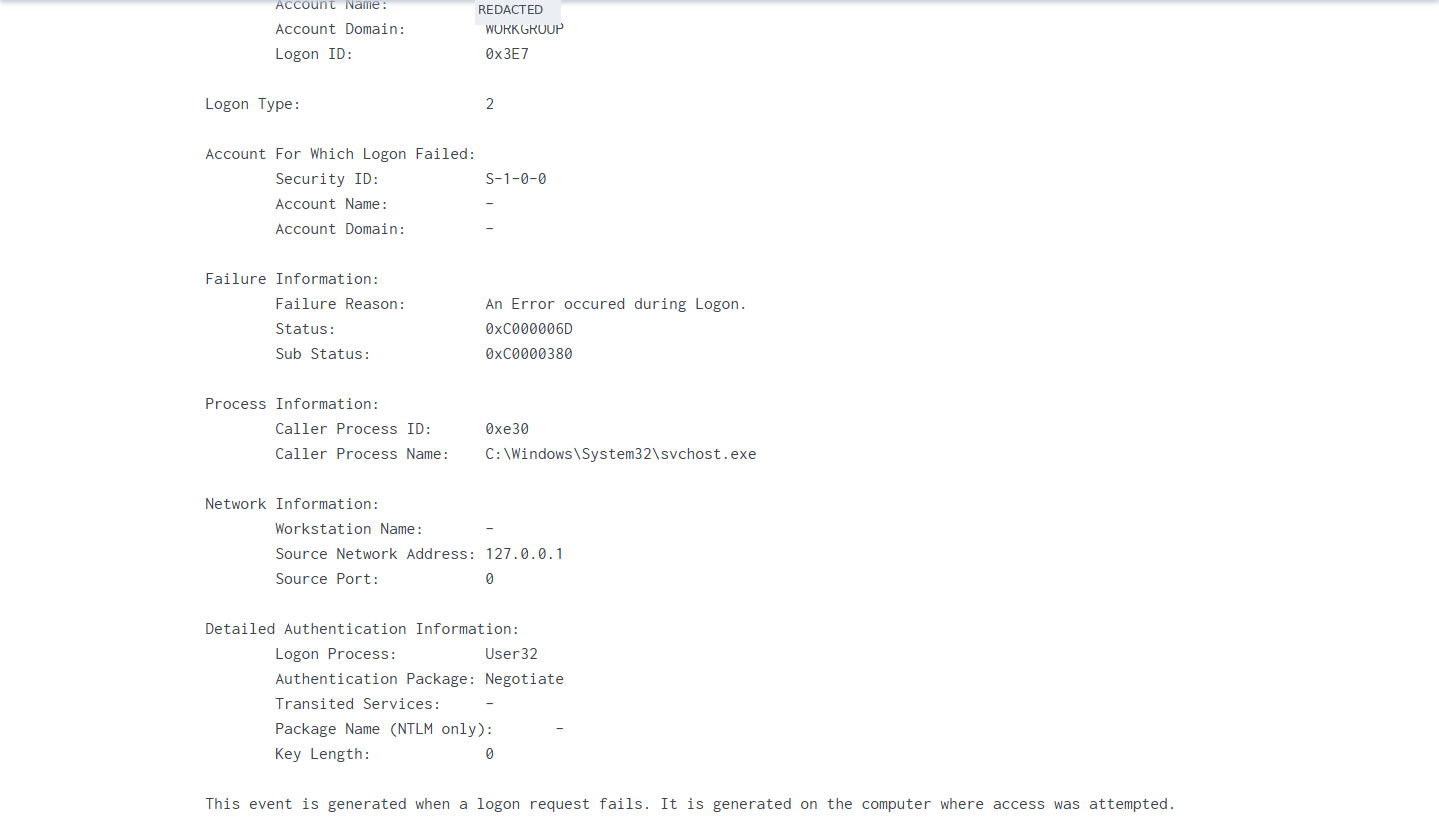 Account Name: REDACTED
Account Domain: WORKGROUP
Logon ID: 0x3E7
Logon Type: 2
Account For Which Logon Failed:
Security ID: S-1-0-0
Account Name: -
Account Domain: -
Failure Information:
Failure Reason: An Error occured during Logon.
Status: 0xC000006D
Sub Status: 0xC0000380
Process Information:
Caller Process ID: 0xe30
Caller Process Name: C:\Windows\System32\svchost.exe
Network Information:
Workstation Name: -
Source Network Address: 127.0.0.1
Source Port: 0
Detailed Authentication Information:
Logon Process: User32
Authentication Package: Negotiate
Transited Services: -
Package Name (NTLM only): -
Key Length: 0
This event is generated when a logon request fails. It is generated on the computer where access was attempted.